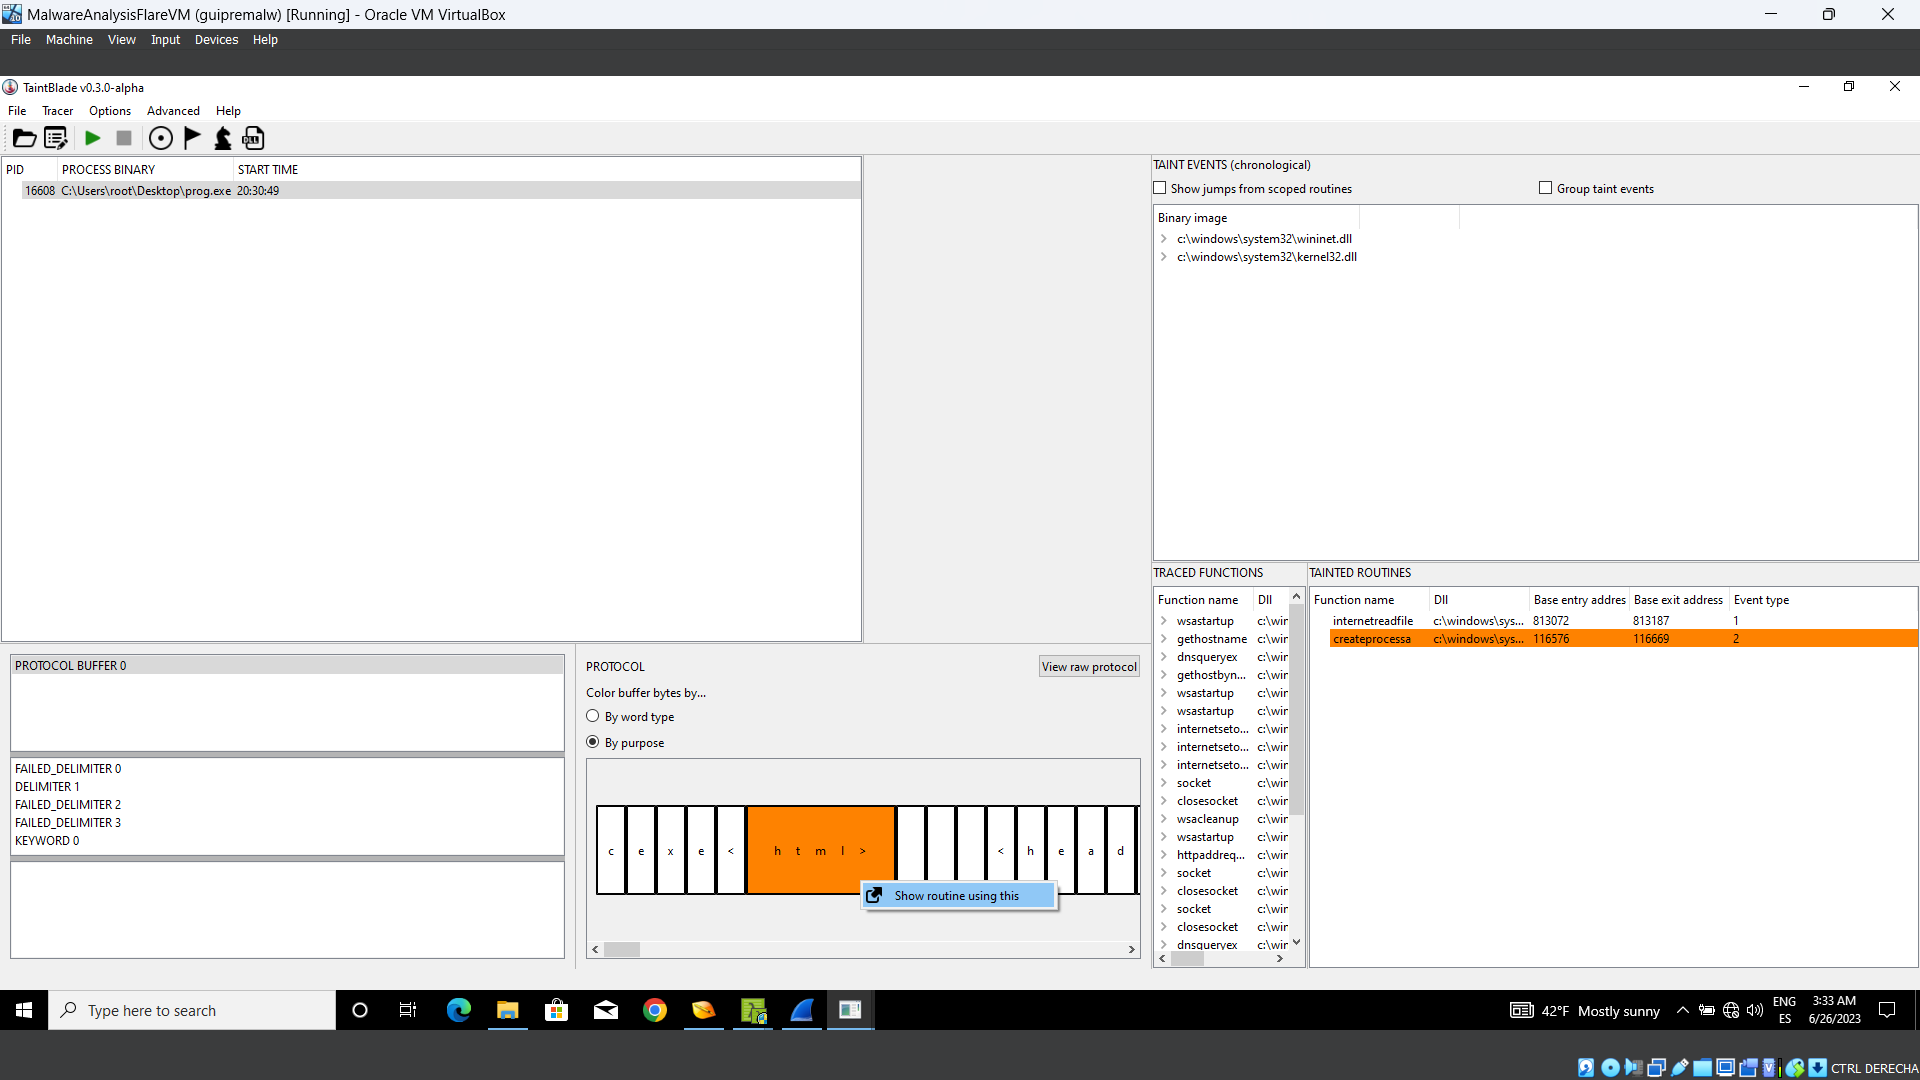 MalwareAnalysisFlareVM (guipremalw) [Running] - Oracle VM VirtualBox
File Machine View Input Devices Help
TaintBlade v0.3.0-alpha
File Tracer Options Advanced Help
DLL
PID PROCESS BINARY START TIME
16608 C:\Users\root\Desktop\prog.exe 20:30:49
TAINT EVENTS (chronological)
Show jumps from scoped routines Group taint events
Binary image
c:\windows\system32\wininet.dll
c:\windows\system32\kernel32.dll
TRACED FUNCTIONS
Function name Dll
wsastartup c:\wir
gethostname c:\wir
dnsqueryex c:\wir
gethostbyn... c:\wir
wsastartup c:\wir
wsastartup c:\wir
internetseto... c:\wir
internetseto... c:\wir
internetseto... c:\wir
socket c:\wir
closesocket c:\wir
wsacleanup c:\wir
wsastartup c:\wir
httpaddreq... c:\wir
socket c:\wir
closesocket c:\wir
socket c:\wir
closesocket c:\wir
dnsqueryex c:\wir
TAINTED ROUTINES
Function name Dll Base entry addres Base exit address Event type
internetreadfile c:\windows\sys... 813072 813187 1
createprocessa c:\windows\sys... 116576 116669 2
PROTOCOL BUFFER 0
FAILED_DELIMITER 0
DELIMITER 1
FAILED_DELIMITER 2
FAILED_DELIMITER 3
KEYWORD 0
PROTOCOL View raw protocol
Color buffer bytes by...
By word type
By purpose
c e x e < h t m l > < h e a d
Show routine using this
Type here to search
42°F Mostly sunny
ENG
ES
3:33 AM
6/26/2023
CTRL DERECHA